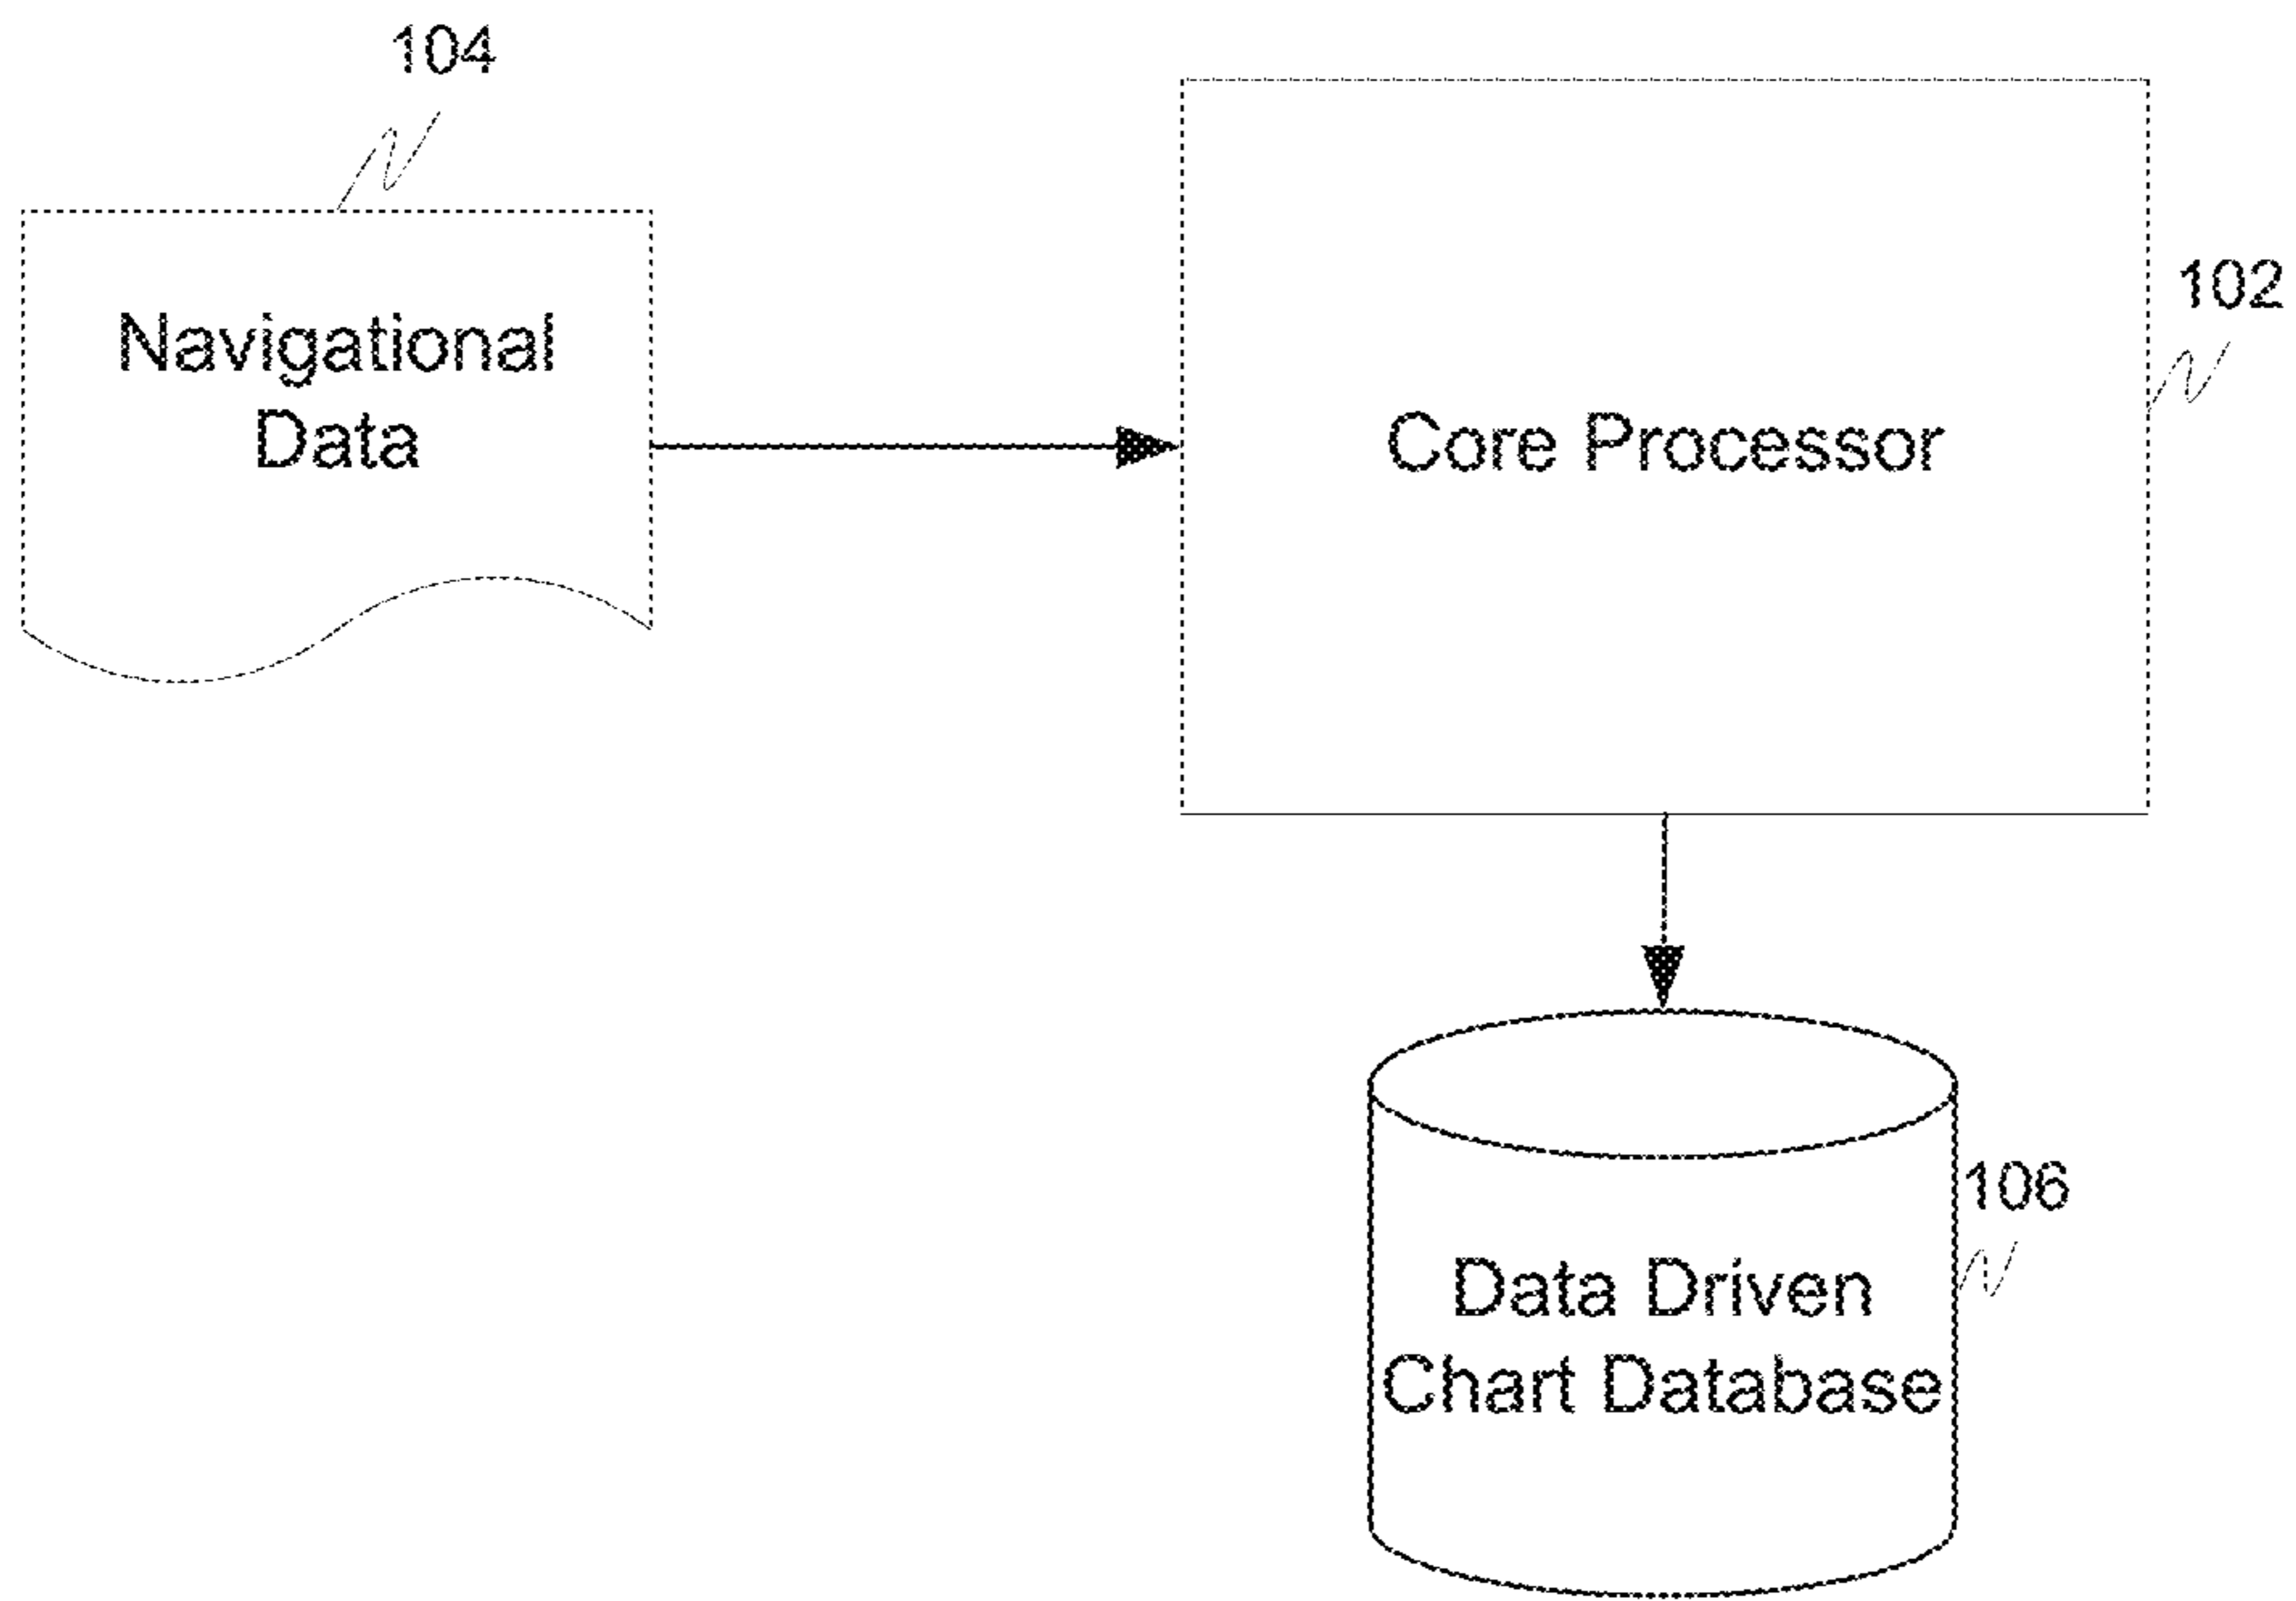 104
Navigational
Data
102
Core Processor
106
Data Driven
Chart Database